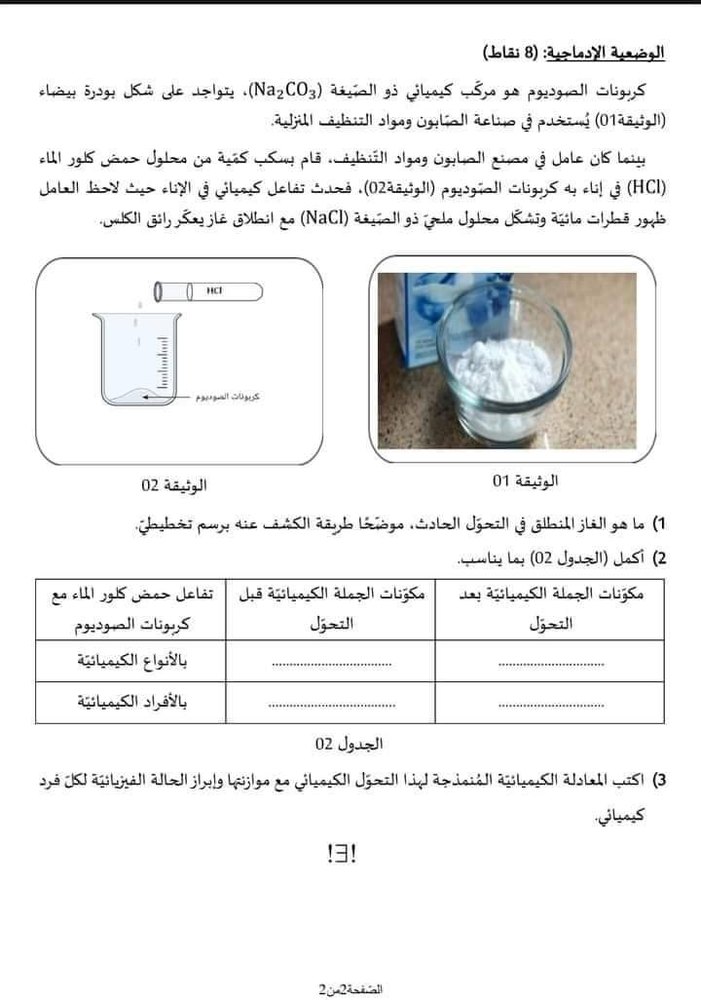 الوضعية الإدماجية: (8 نقاط)
كربونات الصوديوم هو مركّب كيميائي ذو الصّيغة (Na₂CO₃)، يتواجد على شكل بودرة بيضاء
(الوثيقة01) يُستخدم في صناعة الصّابون ومواد التنظيف المنزلية.
بينما كان عامل في مصنع الصابون ومواد التّنظيف، قام بسكب كمّية من محلول حمض كلور الماء
(HCl) في إناء به كربونات الصّوديوم (الوثيقة02)، فحدث تفاعل كيميائي في الإناء حيث لاحظ العامل
ظهور قطرات مائيّة وتشكّل محلول ملحيّ ذو الصّيغة (NaCl) مع انطلاق غاز يعكّر رائق الكلس.
HCl
كربونات الصوديوم
الوثيقة 01
الوثيقة 02
1) ما هو الغاز المنطلق في التحوّل الحادث، موضّحًا طريقة الكشف عنه برسم تخطيطيّ.
2) أكمل (الجدول 02) بما يناسب.
مكوّنات الجملة الكيميائيّة بعد مكوّنات الجملة الكيميائيّة قبل تفاعل حمض كلور الماء مع
التحوّل التحوّل كربونات الصوديوم
.............................. .................................. بالأنواع الكيميائيّة
.............................. .................................... بالأفراد الكيميائيّة
الجدول 02
3) اكتب المعادلة الكيميائيّة المُنمذجة لهذا التحوّل الكيميائي مع موازنتها وإبراز الحالة الفيزيائيّة لكلّ فرد
كيميائي.
!∃!
الصّفحة2من2